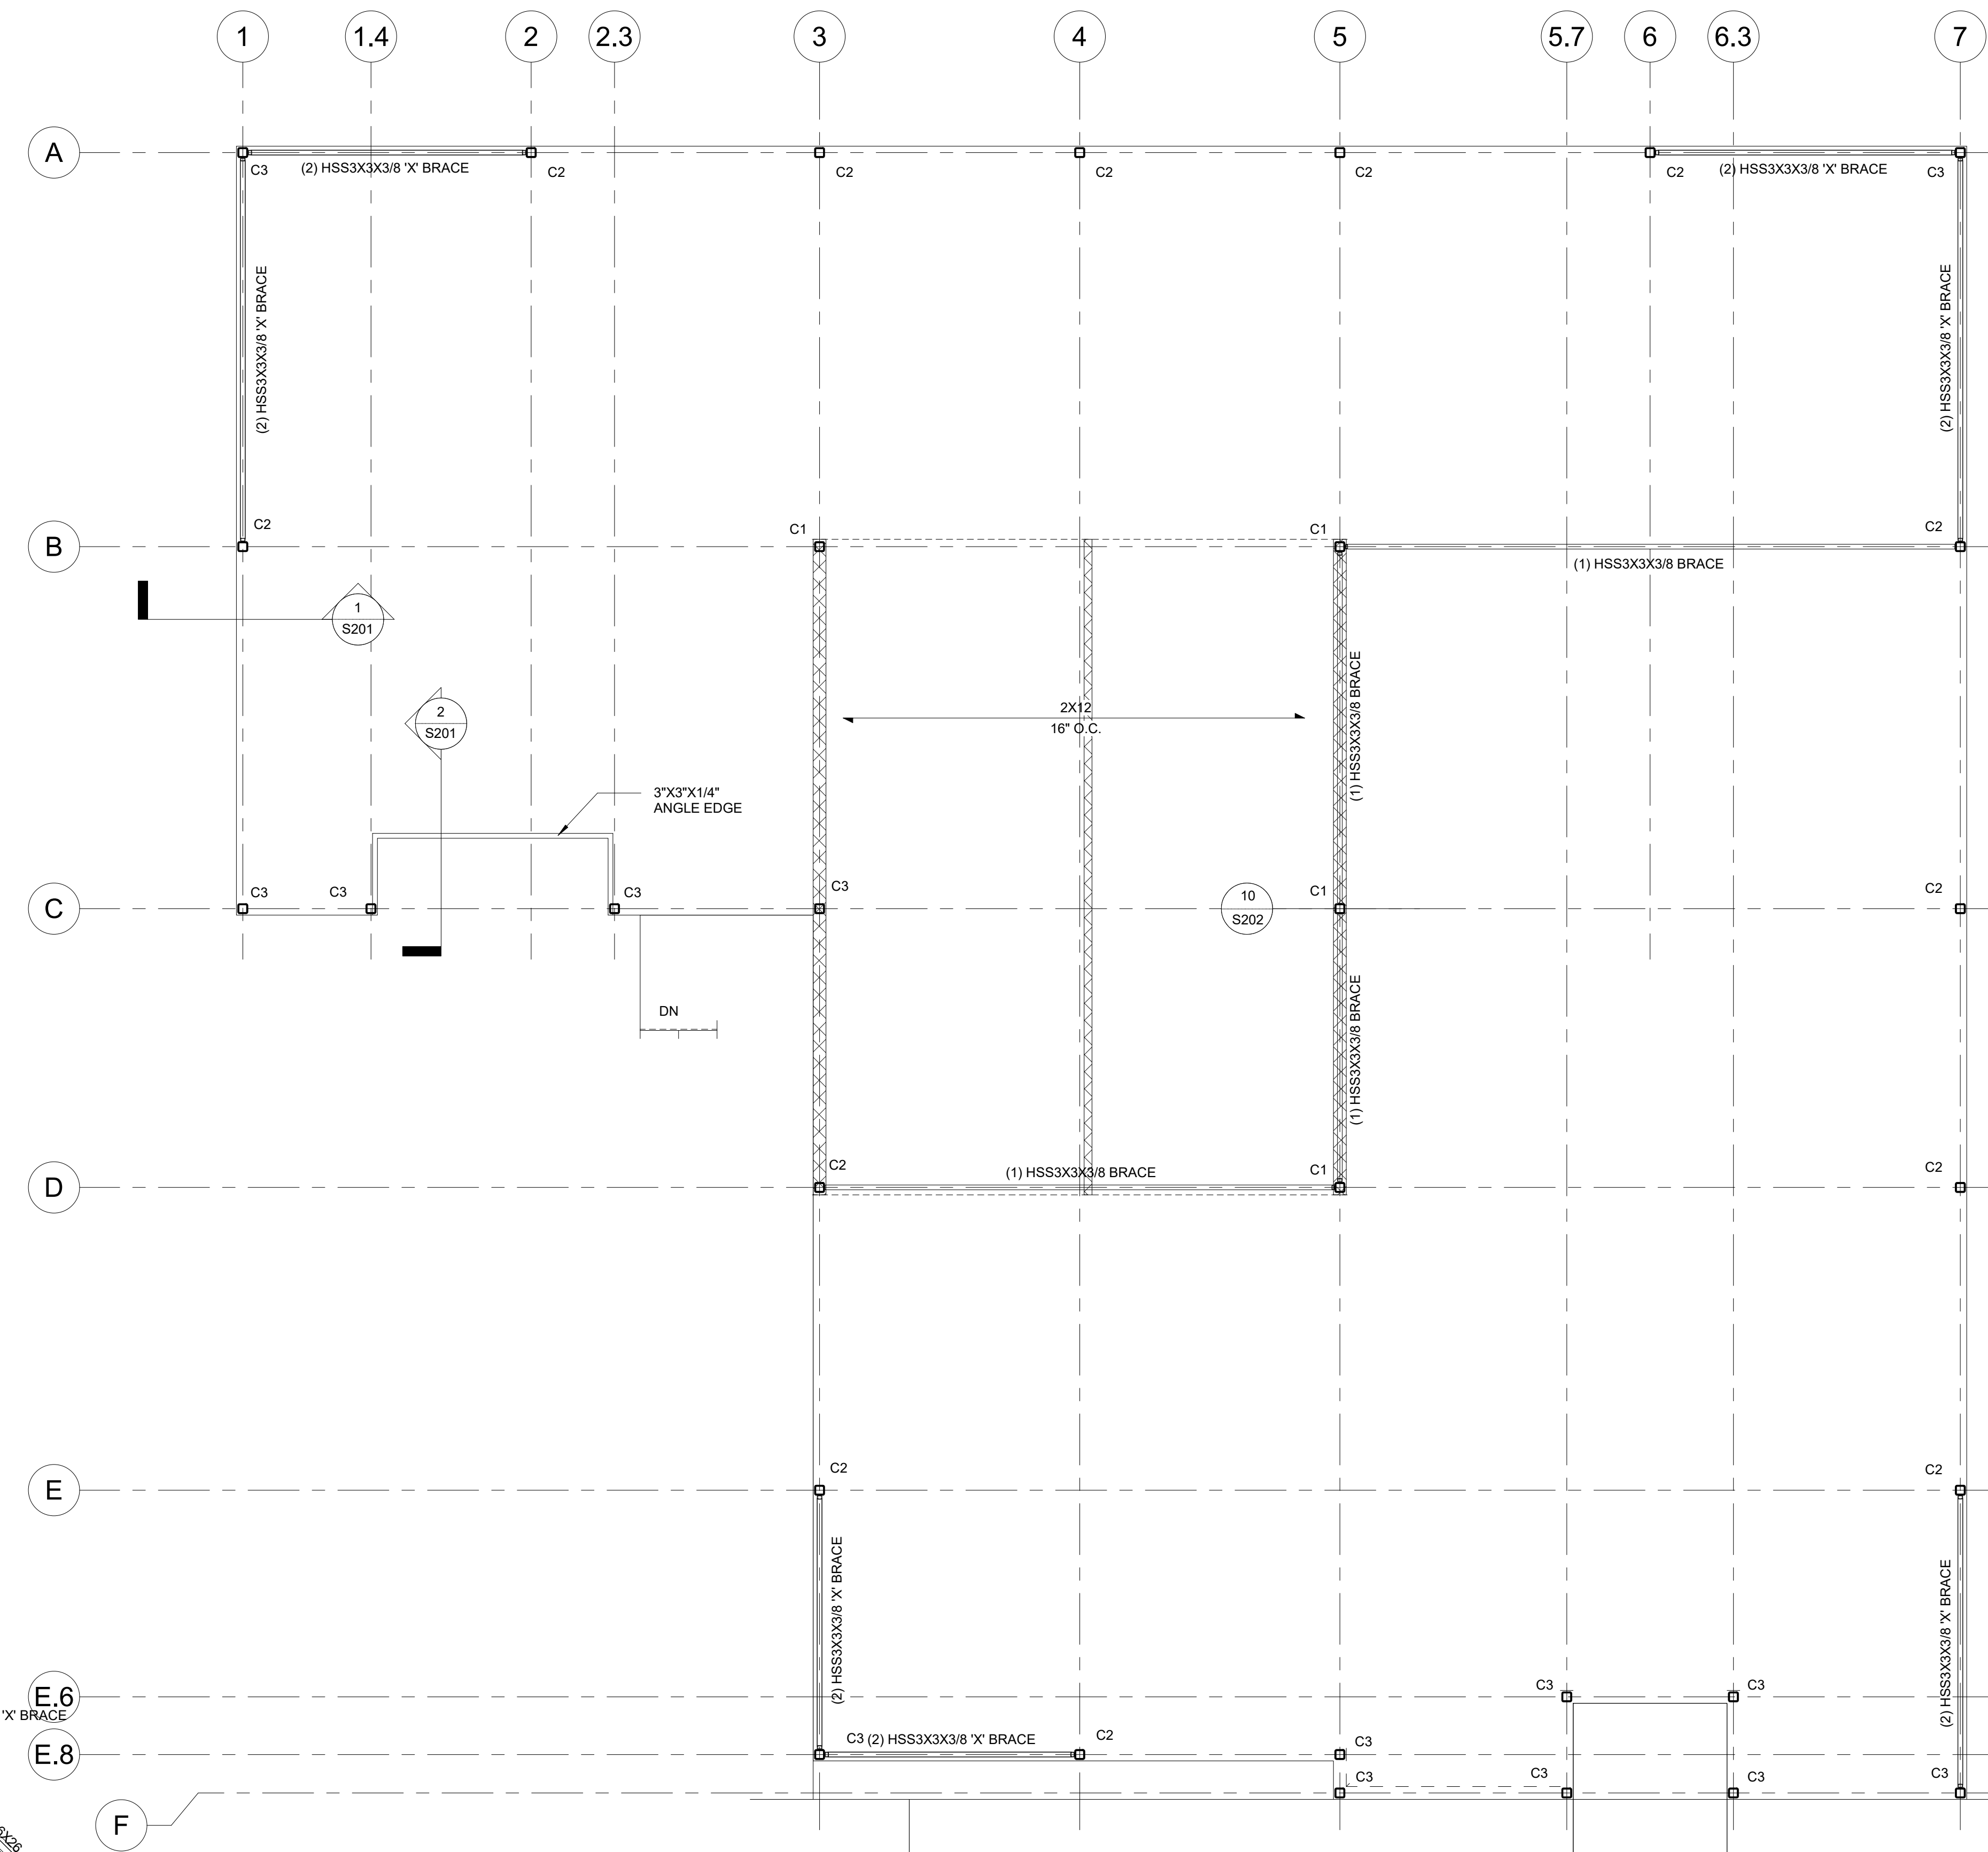 1
1.4
2
2.3
3
4
5
5.7
6
6.3
7
A
C3
(2) HSS3X3X3/8 'X' BRACE
C2
C2
C2
C2
C2
(2) HSS3X3X3/8 'X' BRACE
C3
(2) HSS3X3X3/8 'X' BRACE
(2) HSS3X3X3/8 'X' BRACE
B
C2
C1
C1
C2
(1) HSS3X3X3/8 BRACE
1
S201
2
S201
(1) HSS3X3X3/8 BRACE
2X12
16" O.C.
3"X3"X1/4"
ANGLE EDGE
C
C3
C3
C3
C3
10
S202
C1
C2
DN
(1) HSS3X3X3/8 BRACE
D
C2
(1) HSS3X3X3/8 BRACE
C1
C2
E
C2
C2
(2) HSS3X3X3/8 'X' BRACE
(2) HSS3X3X3/8 'X' BRACE
E.6
'X' BRACE
C3
C3
E.8
C3
(2) HSS3X3X3/8 'X' BRACE
C2
C3
C3
C3
C3
C3
F
6X26